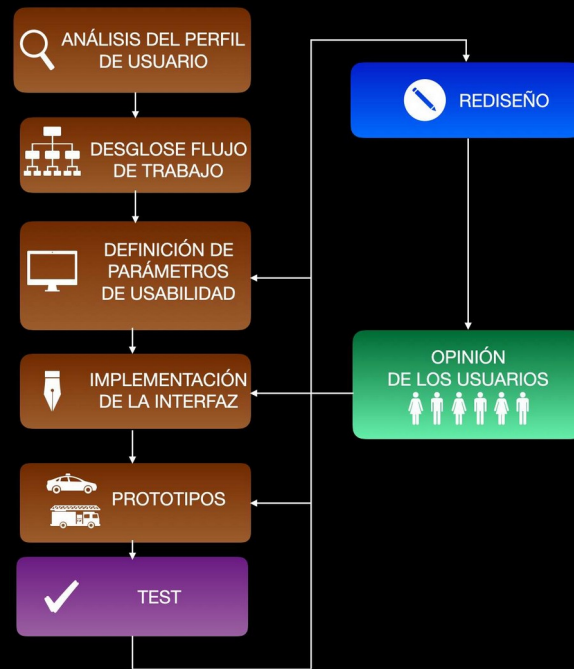 ANÁLISIS DEL PERFIL
DE USUARIO
DESGLOSE FLUJO
DE TRABAJO
DEFINICIÓN DE
PARÁMETROS
DE USABILIDAD
IMPLEMENTACIÓN
DE LA INTERFAZ
PROTOTIPOS
TEST
REDISEÑO
OPINIÓN
DE LOS USUARIOS